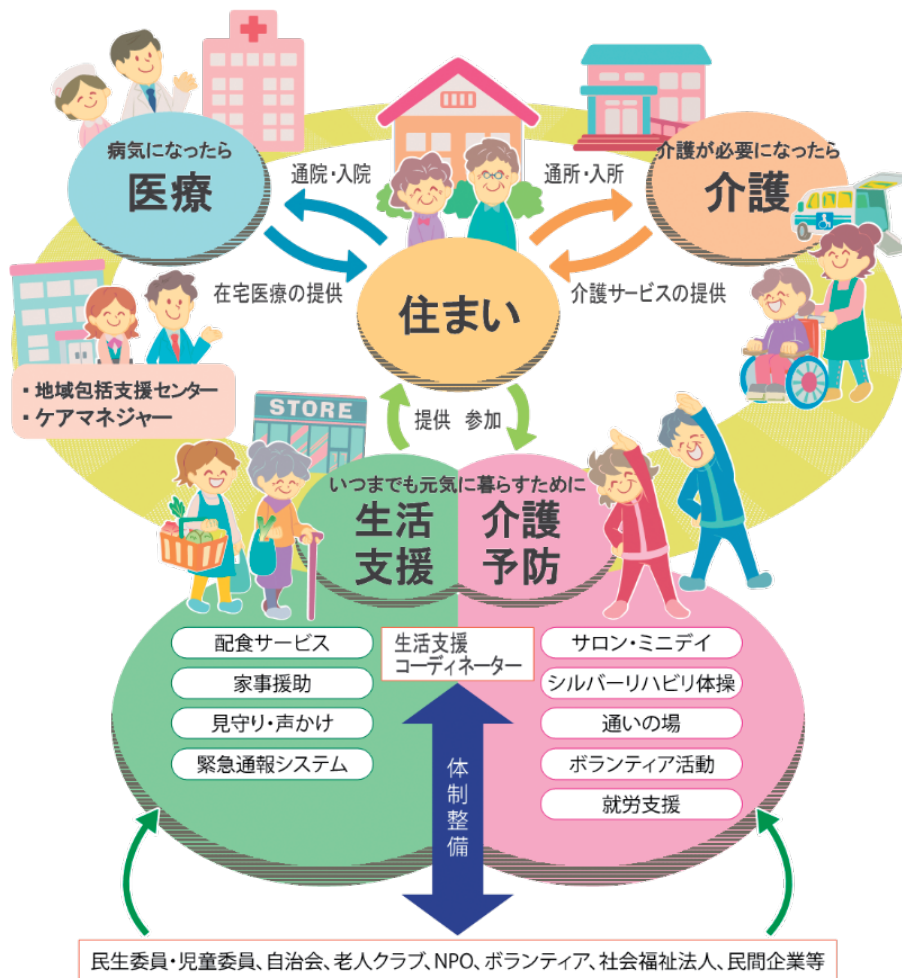 病気になったら
医療
通院・入院
通所・入所
介護が必要になったら
介護
在宅医療の提供
住まい
介護サービスの提供
・地域包括支援センター
・ケアマネジャー
STORE
提供 参加
いつまでも元気に暮らすために
生活
支援
介護
予防
生活支援
コーディネーター
配食サービス
家事援助
見守り・声かけ
緊急通報システム
サロン・ミニデイ
シルバーリハビリ体操
通いの場
ボランティア活動
就労支援
体制整備
民生委員・児童委員、自治会、老人クラブ、NPO、ボランティア、社会福祉法人、民間企業等